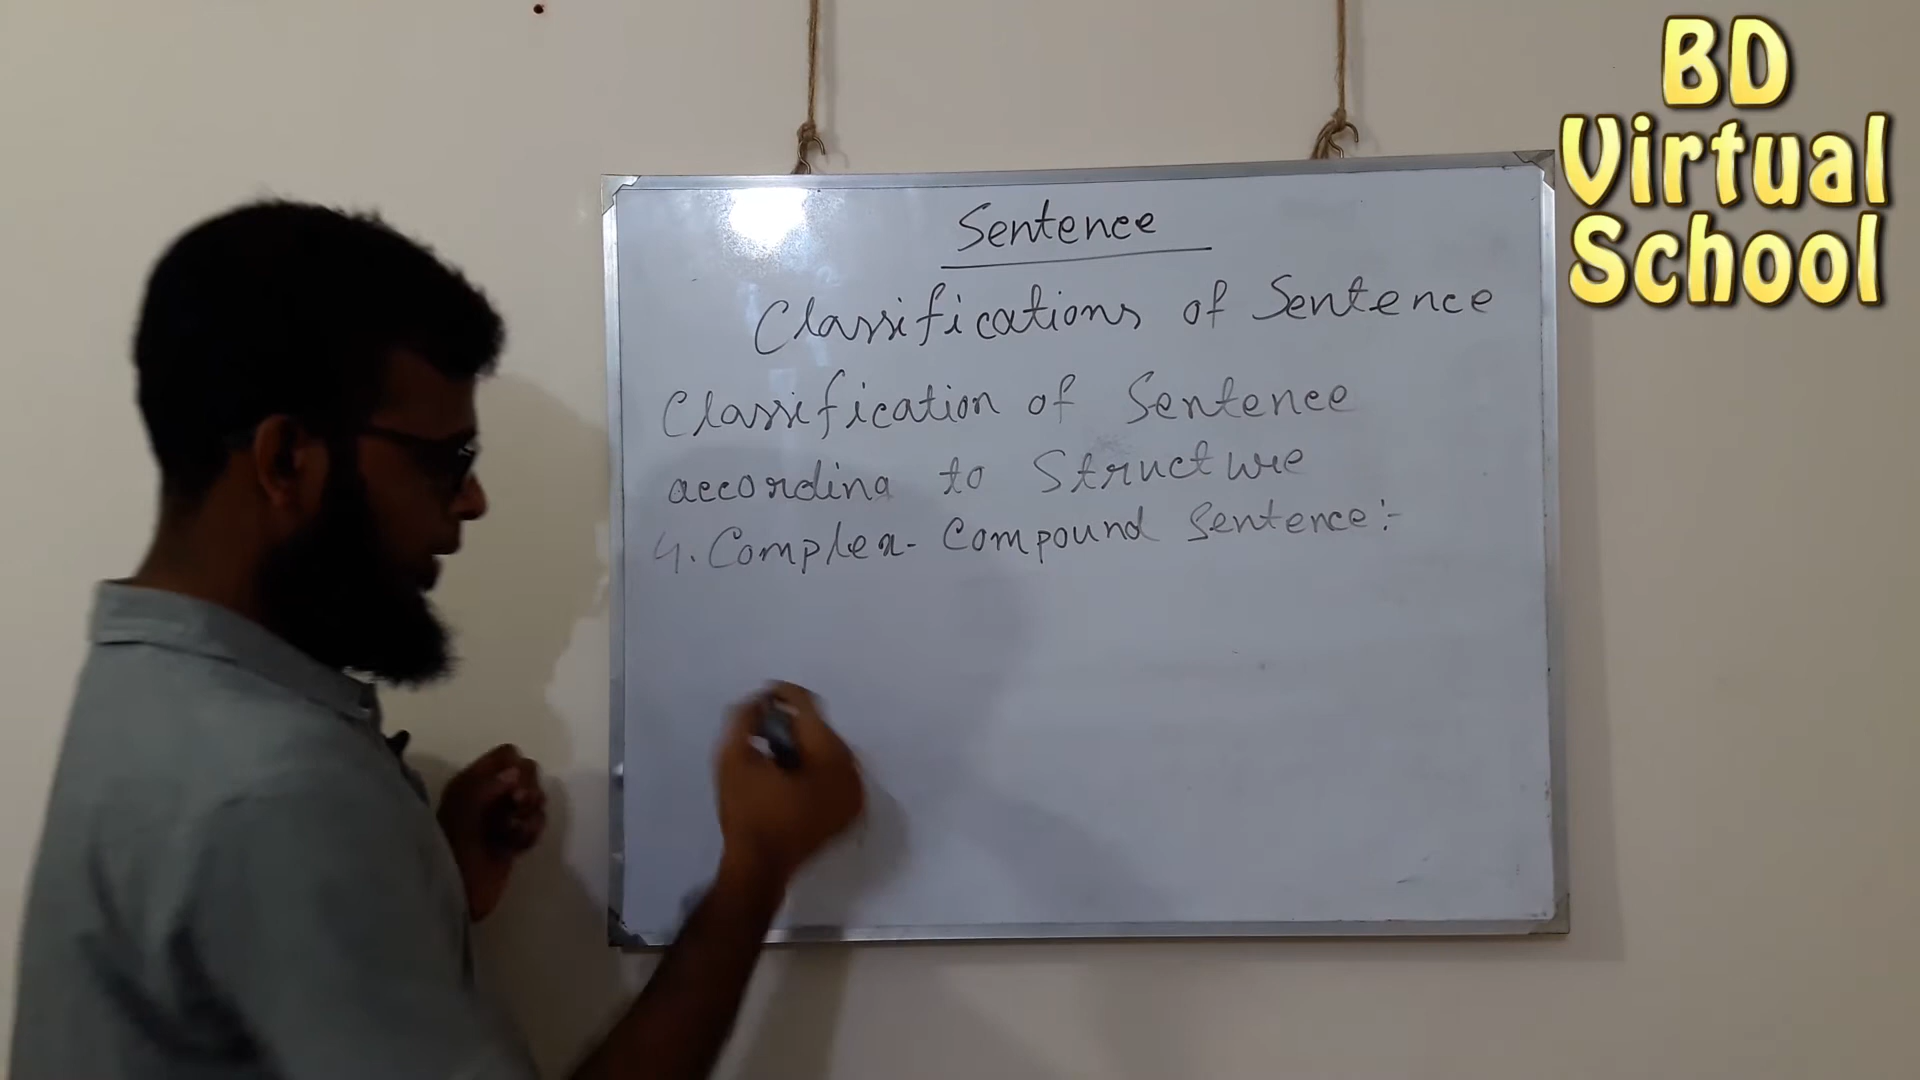 BD
Virtual
School
Sentence
Classifications of Sentence
Classification of Sentence
according to Structure
4. Complex- Compound Sentence:-